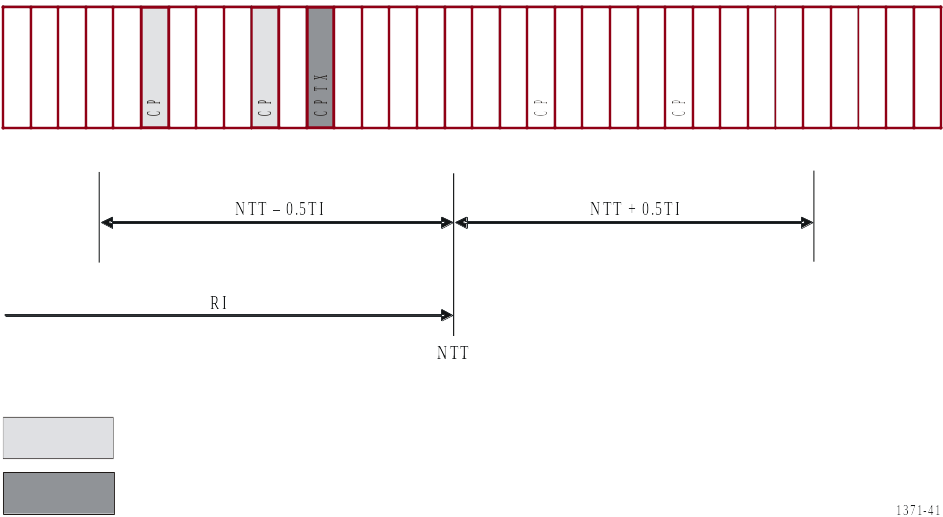 CP
CP
CPTX
CP
CP
NTT – 0.5TI
NTT + 0.5TI
RI
NTT
1371-41